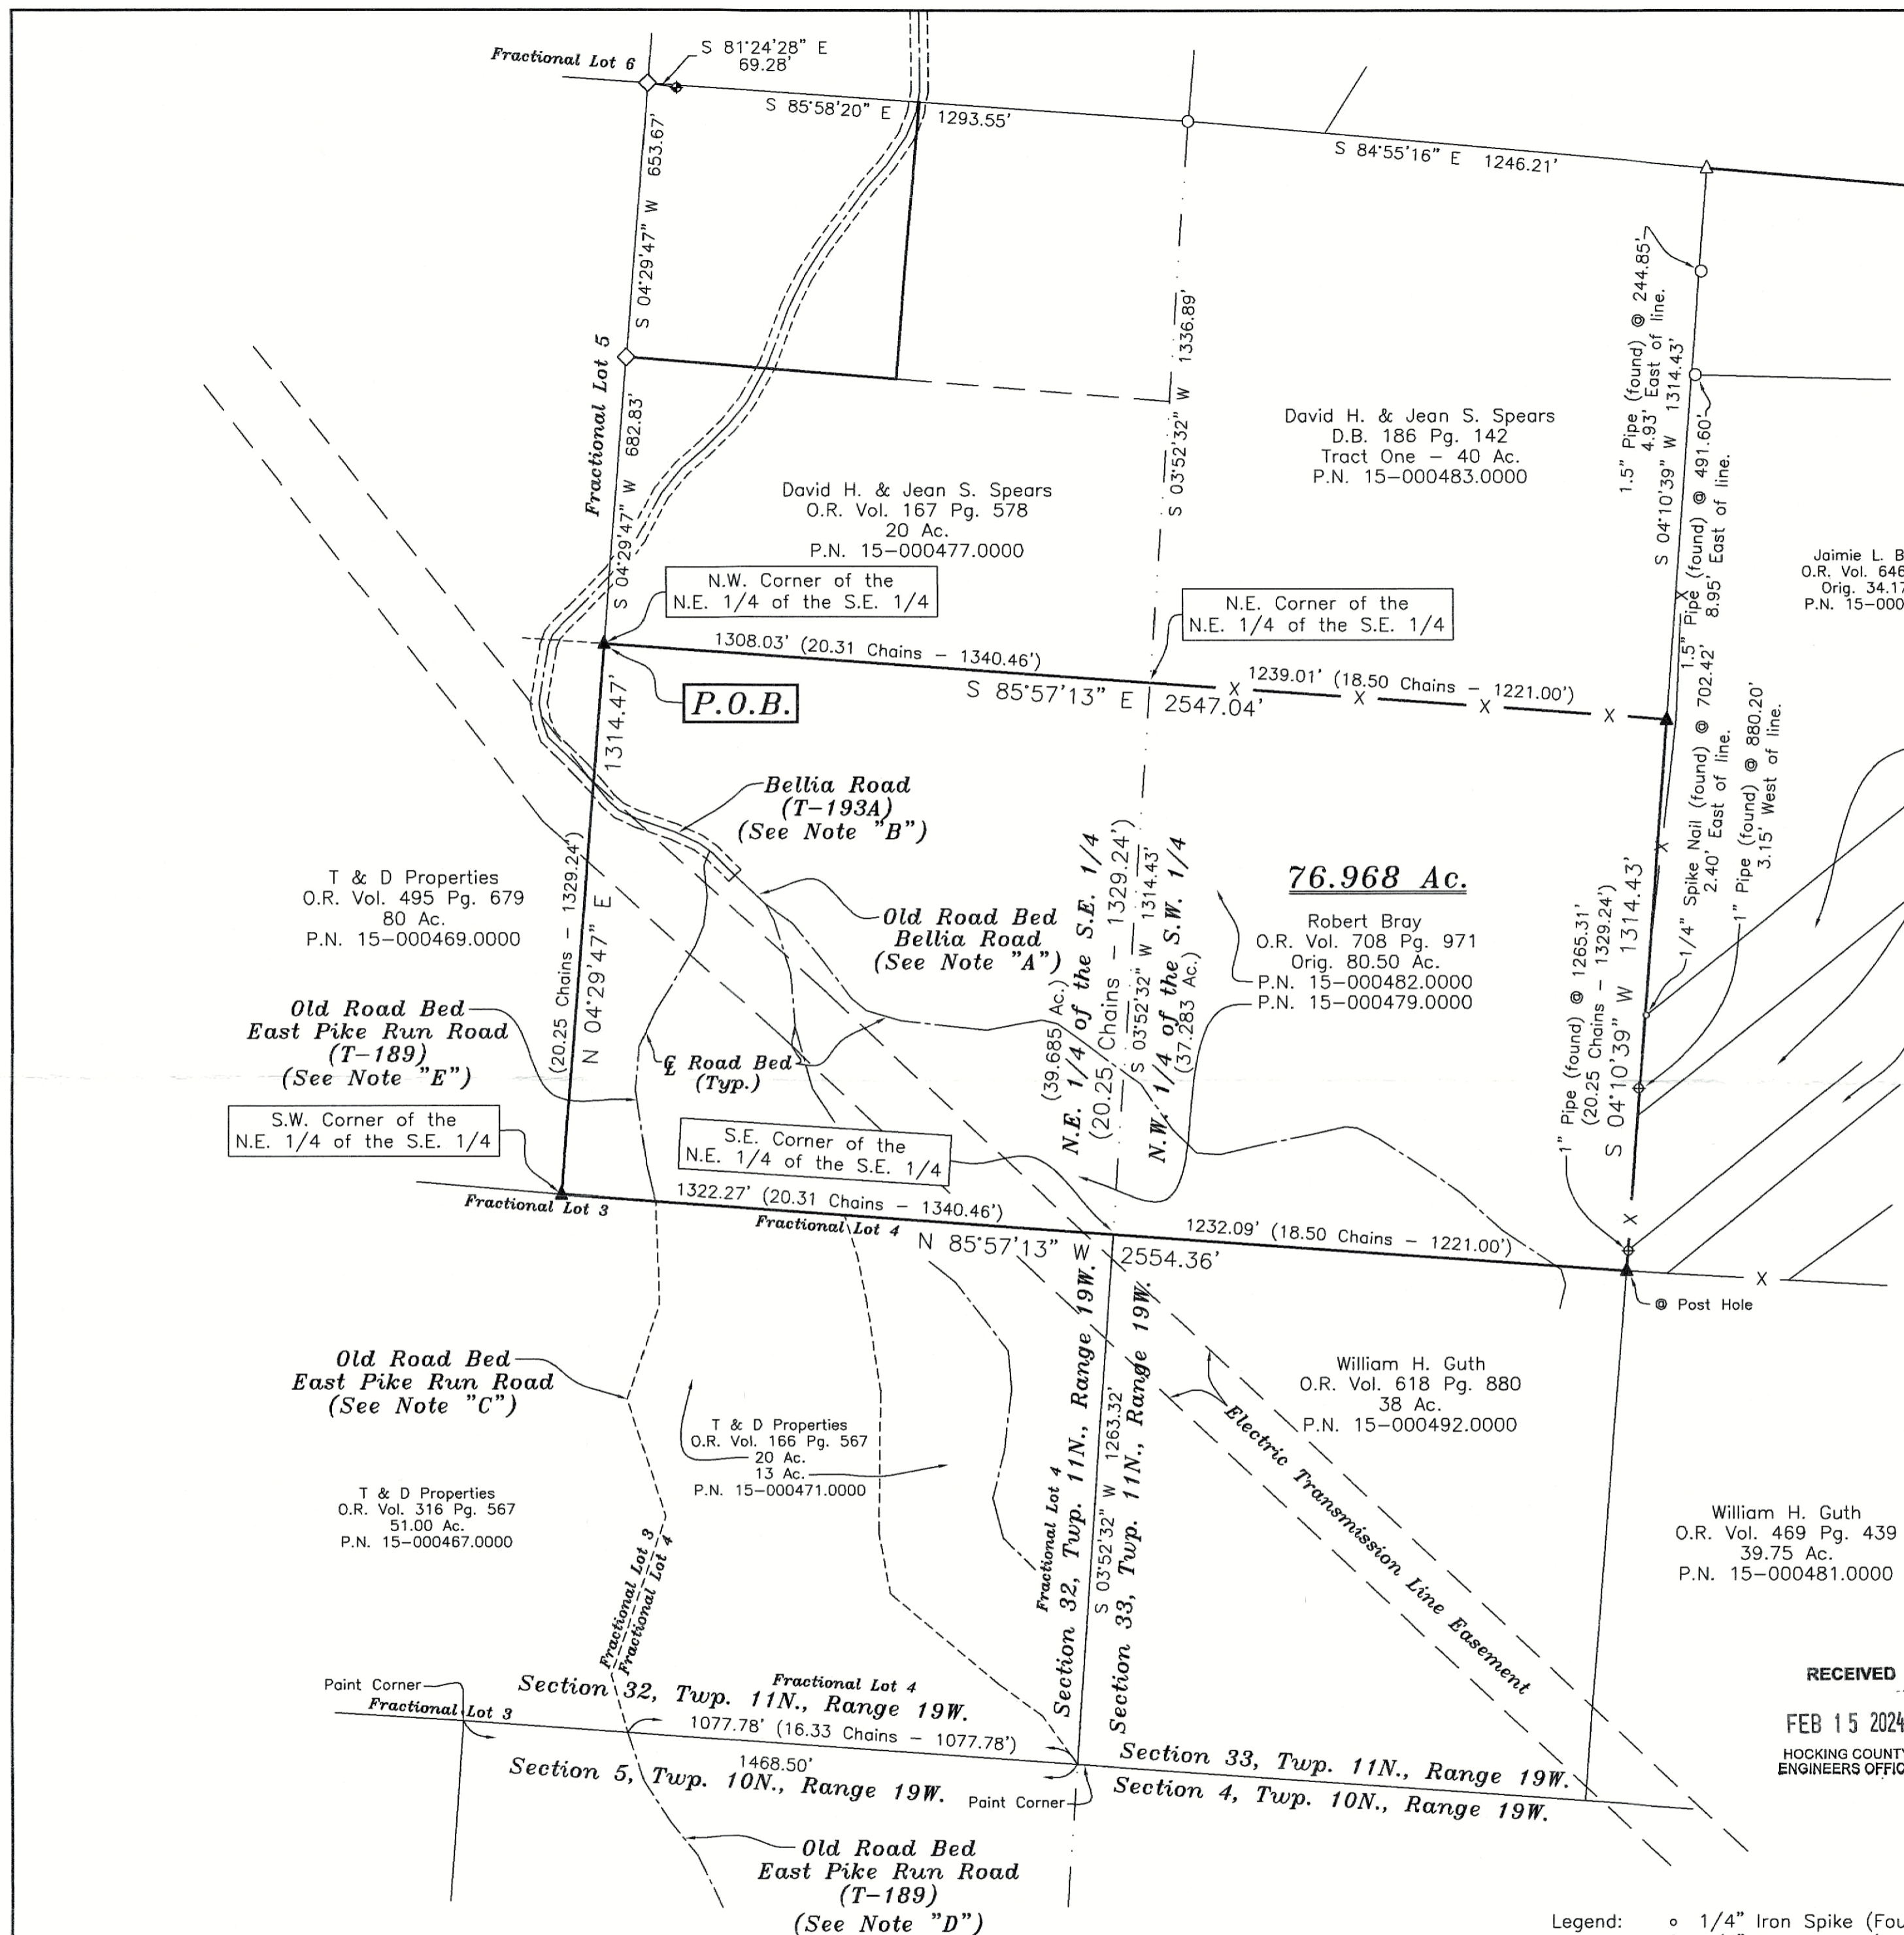 Fractional Lot 6
S 81°24'28" E
69.28'
S 85°58'20" E
1293.55'
S 84°55'16" E 1246.21'
S 04°29'47" W 653.67'
Fractional Lot 5
S 04°29'47" W 682.83'
S 03°52'32" W 1336.89'
1.5" Pipe (found) @ 244.85'
4.93' East of line.
S 04°10'39" W 1314.43'
1.5" Pipe (found) @ 491.60'
8.95' East of line.
David H. & Jean S. Spears
D.B. 186 Pg. 142
Tract One - 40 Ac.
P.N. 15-000483.0000
David H. & Jean S. Spears
O.R. Vol. 167 Pg. 578
20 Ac.
P.N. 15-000477.0000
Jaimie L. B
O.R. Vol. 646
Orig. 34.17
P.N. 15-000
N.W. Corner of the
N.E. 1/4 of the S.E. 1/4
N.E. Corner of the
N.E. 1/4 of the S.E. 1/4
1308.03' (20.31 Chains - 1340.46')
1239.01' (18.50 Chains - 1221.00')
S 85°57'13" E
2547.04'
X X X X
X
X
P.O.B.
1/4" Spike Nail (found) @ 702.42'
2.40' East of line.
1" Pipe (found) @ 880.20'
3.15' West of line.
Bellia Road
(T-193A)
(See Note "B")
(20.25 Chains - 1329.24')
N 04°29'47" E 1314.47'
T & D Properties
O.R. Vol. 495 Pg. 679
80 Ac.
P.N. 15-000469.0000
Old Road Bed
Bellia Road
(See Note "A")
76.968 Ac.
Robert Bray
O.R. Vol. 708 Pg. 971
Orig. 80.50 Ac.
P.N. 15-000482.0000
P.N. 15-000479.0000
(39.685 Ac.)
N.E. 1/4 of the S.E. 1/4
(20.25 Chains - 1329.24')
S 03°52'32" W 1314.43'
N.W. 1/4 of the S.W. 1/4
(37.283 Ac.)
1" Pipe (found) @ 1265.31'
(20.25 Chains - 1329.24')
S 04°10'39" W 1314.43'
Old Road Bed
East Pike Run Road
(T-189)
(See Note "E")
℄ Road Bed
(Typ.)
S.W. Corner of the
N.E. 1/4 of the S.E. 1/4
S.E. Corner of the
N.E. 1/4 of the S.E. 1/4
Fractional Lot 3
1322.27' (20.31 Chains - 1340.46')
Fractional Lot 4
N 85°57'13" W
2554.36'
1232.09' (18.50 Chains - 1221.00')
X
X
@ Post Hole
Old Road Bed
East Pike Run Road
(See Note "C")
T & D Properties
O.R. Vol. 166 Pg. 567
20 Ac.
13 Ac.
P.N. 15-000471.0000
T & D Properties
O.R. Vol. 316 Pg. 567
51.00 Ac.
P.N. 15-000467.0000
Fractional Lot 4
Section 32, Twp. 11N., Range 19W.
S 03°52'32" W 1263.32'
Section 33, Twp. 11N., Range 19W.
William H. Guth
O.R. Vol. 618 Pg. 880
38 Ac.
P.N. 15-000492.0000
Electric Transmission Line Easement
William H. Guth
O.R. Vol. 469 Pg. 439
39.75 Ac.
P.N. 15-000481.0000
Fractional Lot 3
Fractional Lot 4
Paint Corner
Fractional Lot 3
Fractional Lot 4
Section 32, Twp. 11N., Range 19W.
1077.78' (16.33 Chains - 1077.78')
1468.50'
Section 5, Twp. 10N., Range 19W.
Paint Corner
Section 33, Twp. 11N., Range 19W.
Section 4, Twp. 10N., Range 19W.
RECEIVED
FEB 15 2024
HOCKING COUNTY
ENGINEERS OFFIC
Old Road Bed
East Pike Run Road
(T-189)
(See Note "D")
Legend: 1/4" Iron Spike (Fou